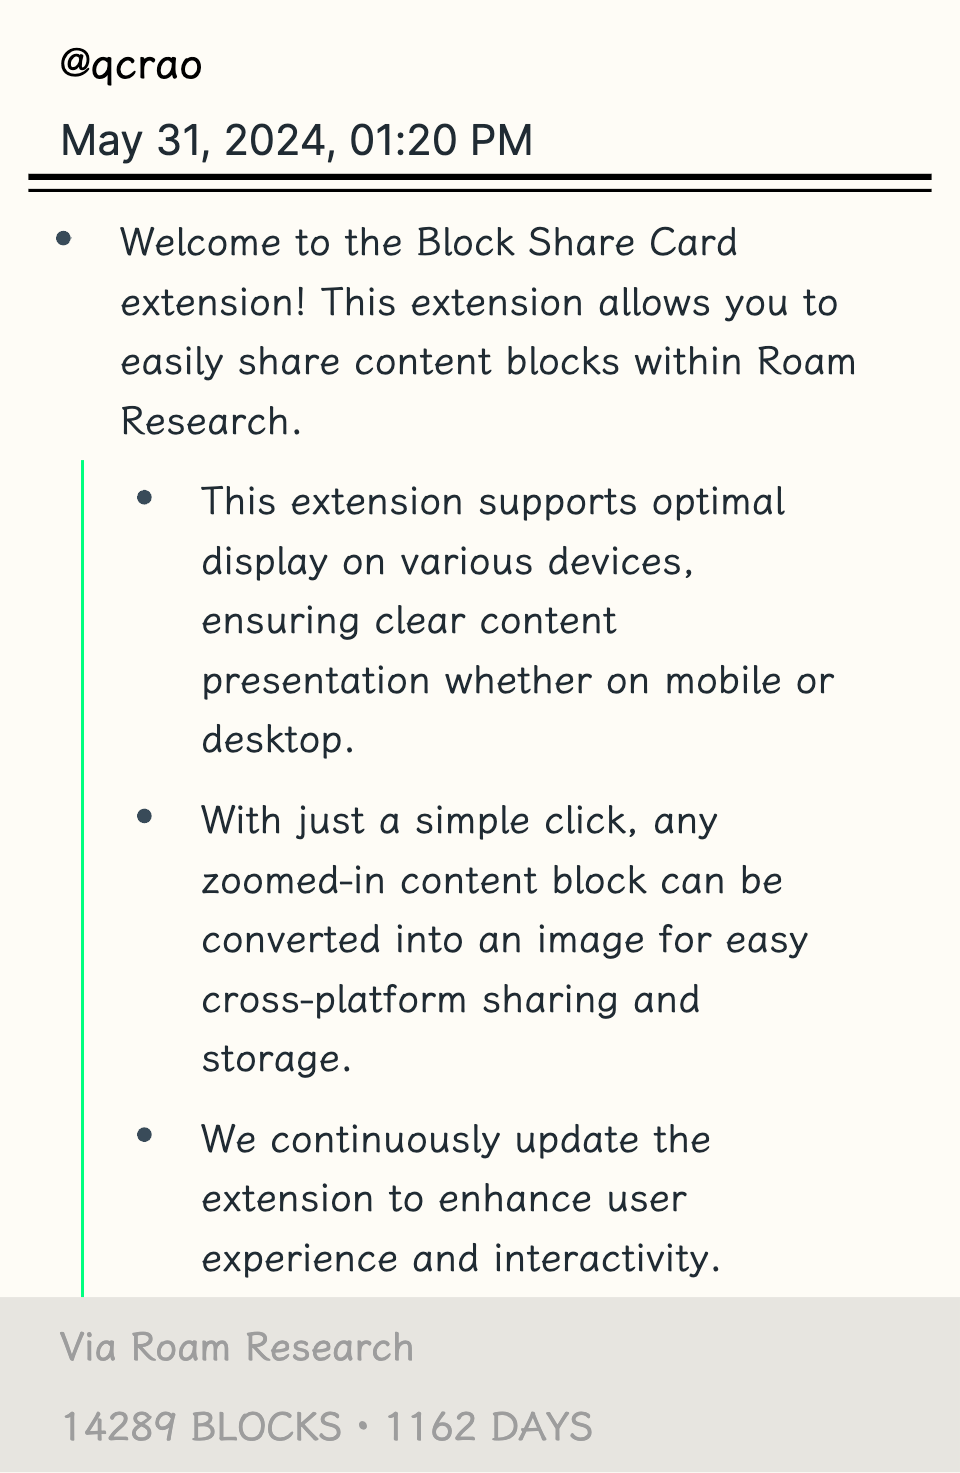 @qcrao
May 31, 2024, 01:20 PM
• Welcome to the Block Share Card
extension! This extension allows you to
easily share content blocks within Roam
Research.
• This extension supports optimal
display on various devices,
ensuring clear content
presentation whether on mobile or
desktop.
• With just a simple click, any
zoomed-in content block can be
converted into an image for easy
cross-platform sharing and
storage.
• We continuously update the
extension to enhance user
experience and interactivity.
Via Roam Research
14289 BLOCKS • 1162 DAYS